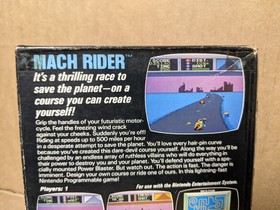 MACH RIDER™
It's a thrilling race to
save the planet—on a
course you can create
yourself!
Grip the handles of your futuristic motor-
cycle. Feel the freezing wind crack
against your cheeks. Suddenly you're off!
Riding at speeds up to 500 miles per hour
in a desperate attempt to save the
planet. You'll love every hair-pin curve
because you've created this dare-devil course yourself. Along the way you'll be
challenged by an endless array of ruthless villains who will do everything in
their power to destroy you and your planet. You'll defend yourself with a spe-
cially mounted Power Blaster. But watch out. The action is fast. The danger is
imminent. Design your own course or ride one of ours. In this lightning-fast
Nintendo Programmable game!
Players: 1
For use with the Nintendo Entertainment System.